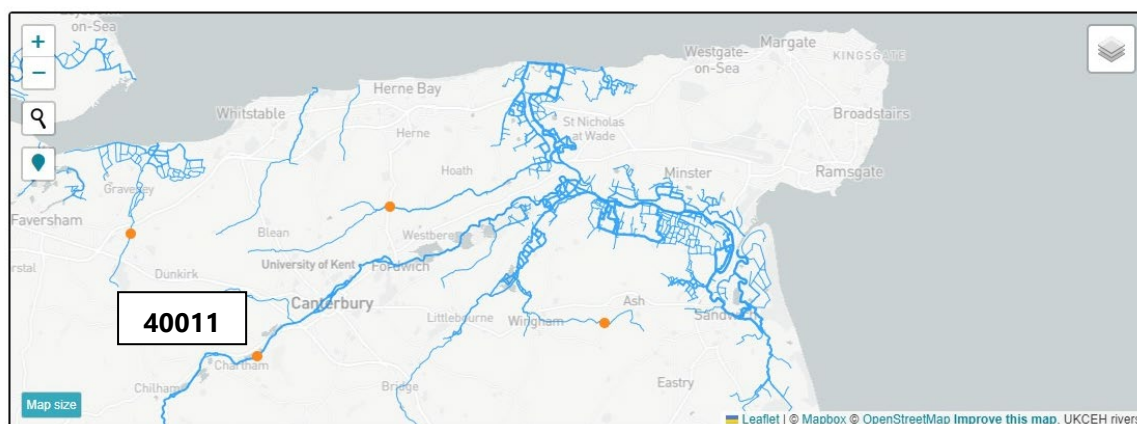 on-Sea
+
−
Margate
KINGSGATE
Westgate-
on-Sea
Herne Bay
Whitstable
Broadstairs
St Nicholas
at Wade
Herne
Hoath
Minster
Ramsgate
Graveney
Faversham
Blean
Westbere
University of Kent
Fordwich
Dunkirk
Canterbury
Ash
40011
Littlebourne
Wingham
Chartham
Chilham
Bridge
Eastry
Map size
Leaflet | © Mapbox © OpenStreetMap Improve this map, UKCEH rivers